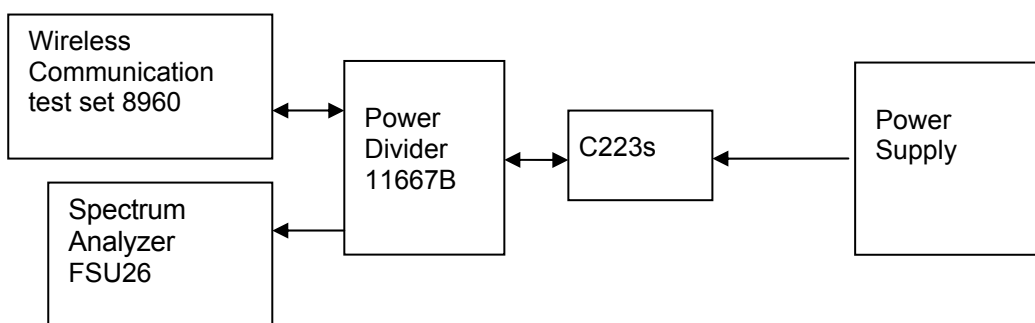 Wireless
Communication
test set 8960
Spectrum
Analyzer
FSU26
Power
Divider
11667B
C223s
Power
Supply